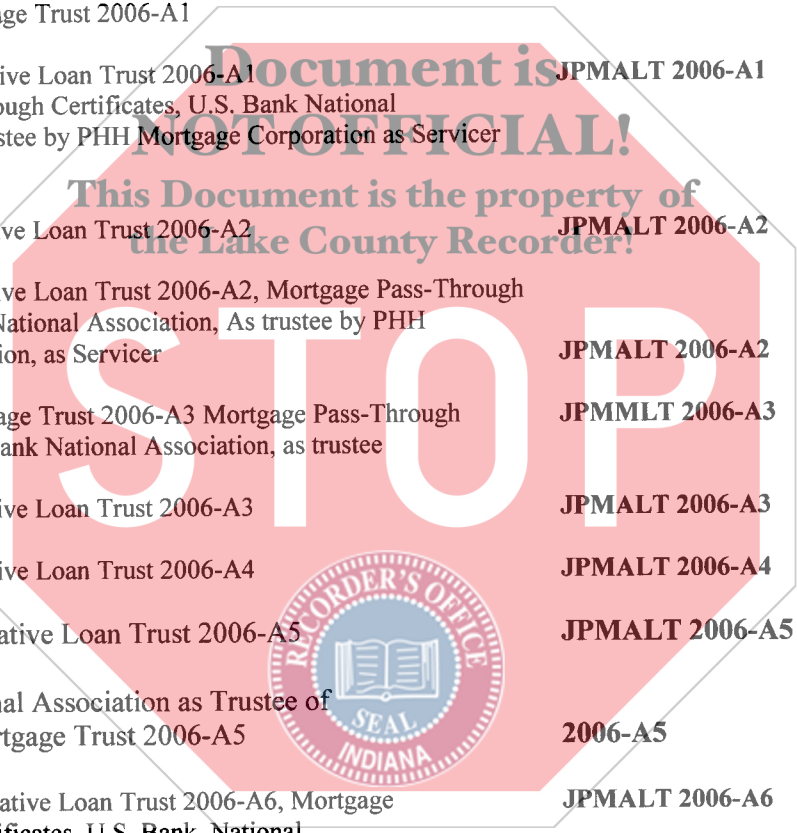 age Trust 2006-A1
Document is
ive Loan Trust 2006-A1 JPMALT 2006-A1
ough Certificates, U.S. Bank National
stee by PHH Mortgage Corporation as Servicer
NOT OFFICIAL!
This Document is the property of
ve Loan Trust 2006-A2 JPMALT 2006-A2
the Lake County Recorder!
ve Loan Trust 2006-A2, Mortgage Pass-Through
National Association, As trustee by PHH
ion, as Servicer JPMALT 2006-A2
STOP
age Trust 2006-A3 Mortgage Pass-Through JPMMLT 2006-A3
ank National Association, as trustee
ive Loan Trust 2006-A3 JPMALT 2006-A3
ive Loan Trust 2006-A4 JPMALT 2006-A4
RECORDER'S OFFICE
ative Loan Trust 2006-A5 JPMALT 2006-A5
nal Association as Trustee of
SEAL
rtgage Trust 2006-A5 2006-A5
INDIANA
ative Loan Trust 2006-A6, Mortgage JPMALT 2006-A6
ificates, U.S. Bank, National